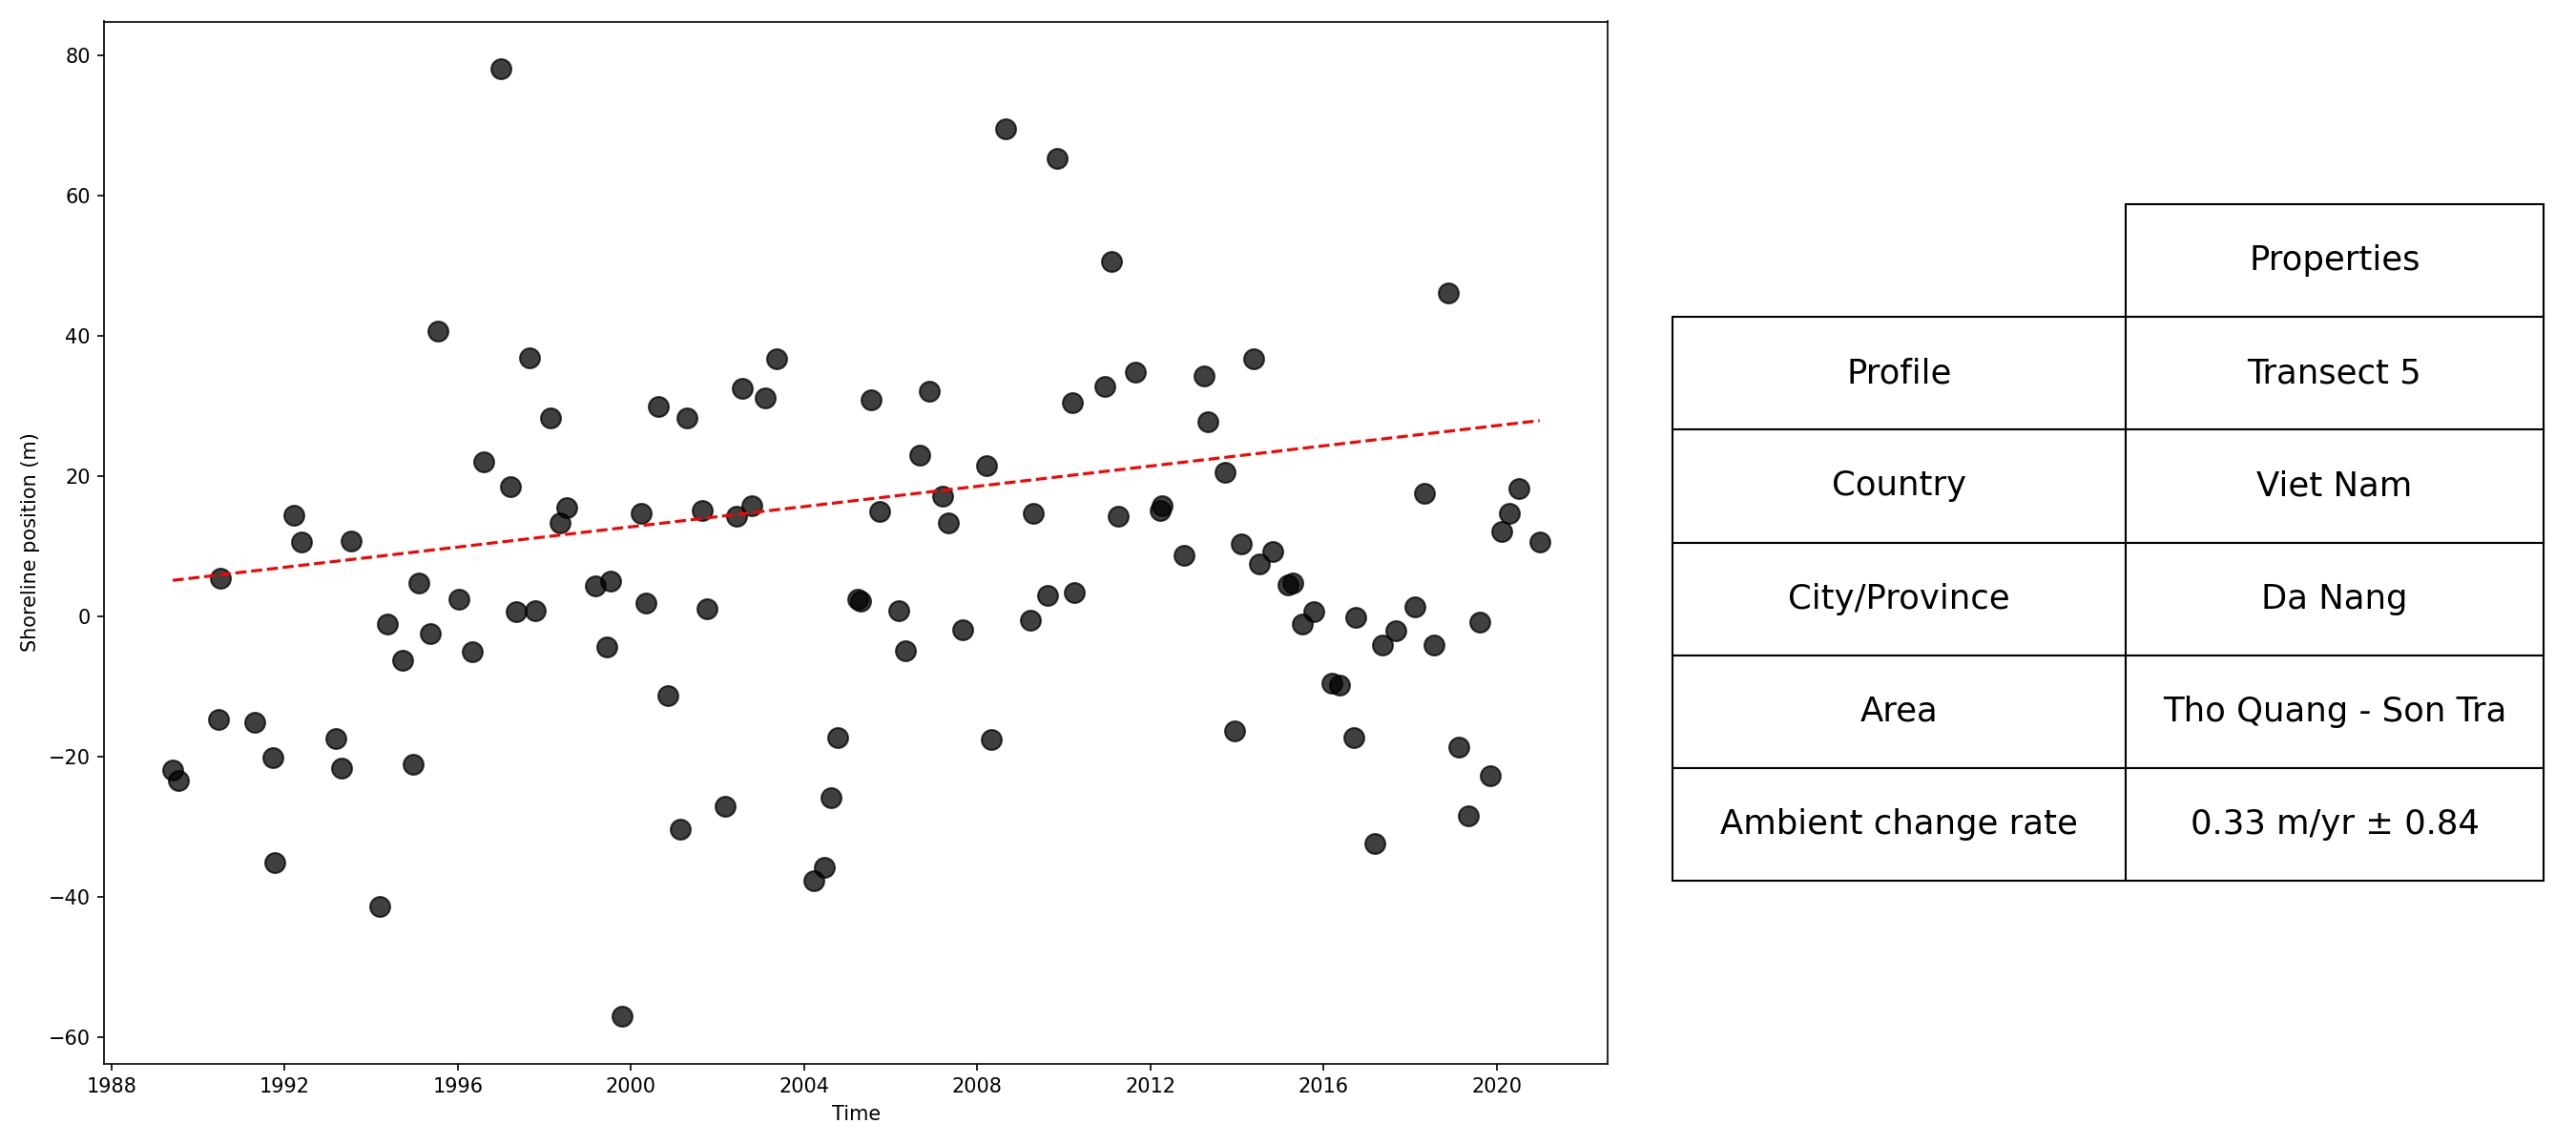 80
60
40
20
0
−20
−40
−60
Shoreline position (m)
1988 1992 1996 2000 2004 2008 2012 2016 2020
Time
Properties
Profile Transect 5
Country Viet Nam
City/Province Da Nang
Area Tho Quang - Son Tra
Ambient change rate 0.33 m/yr ± 0.84